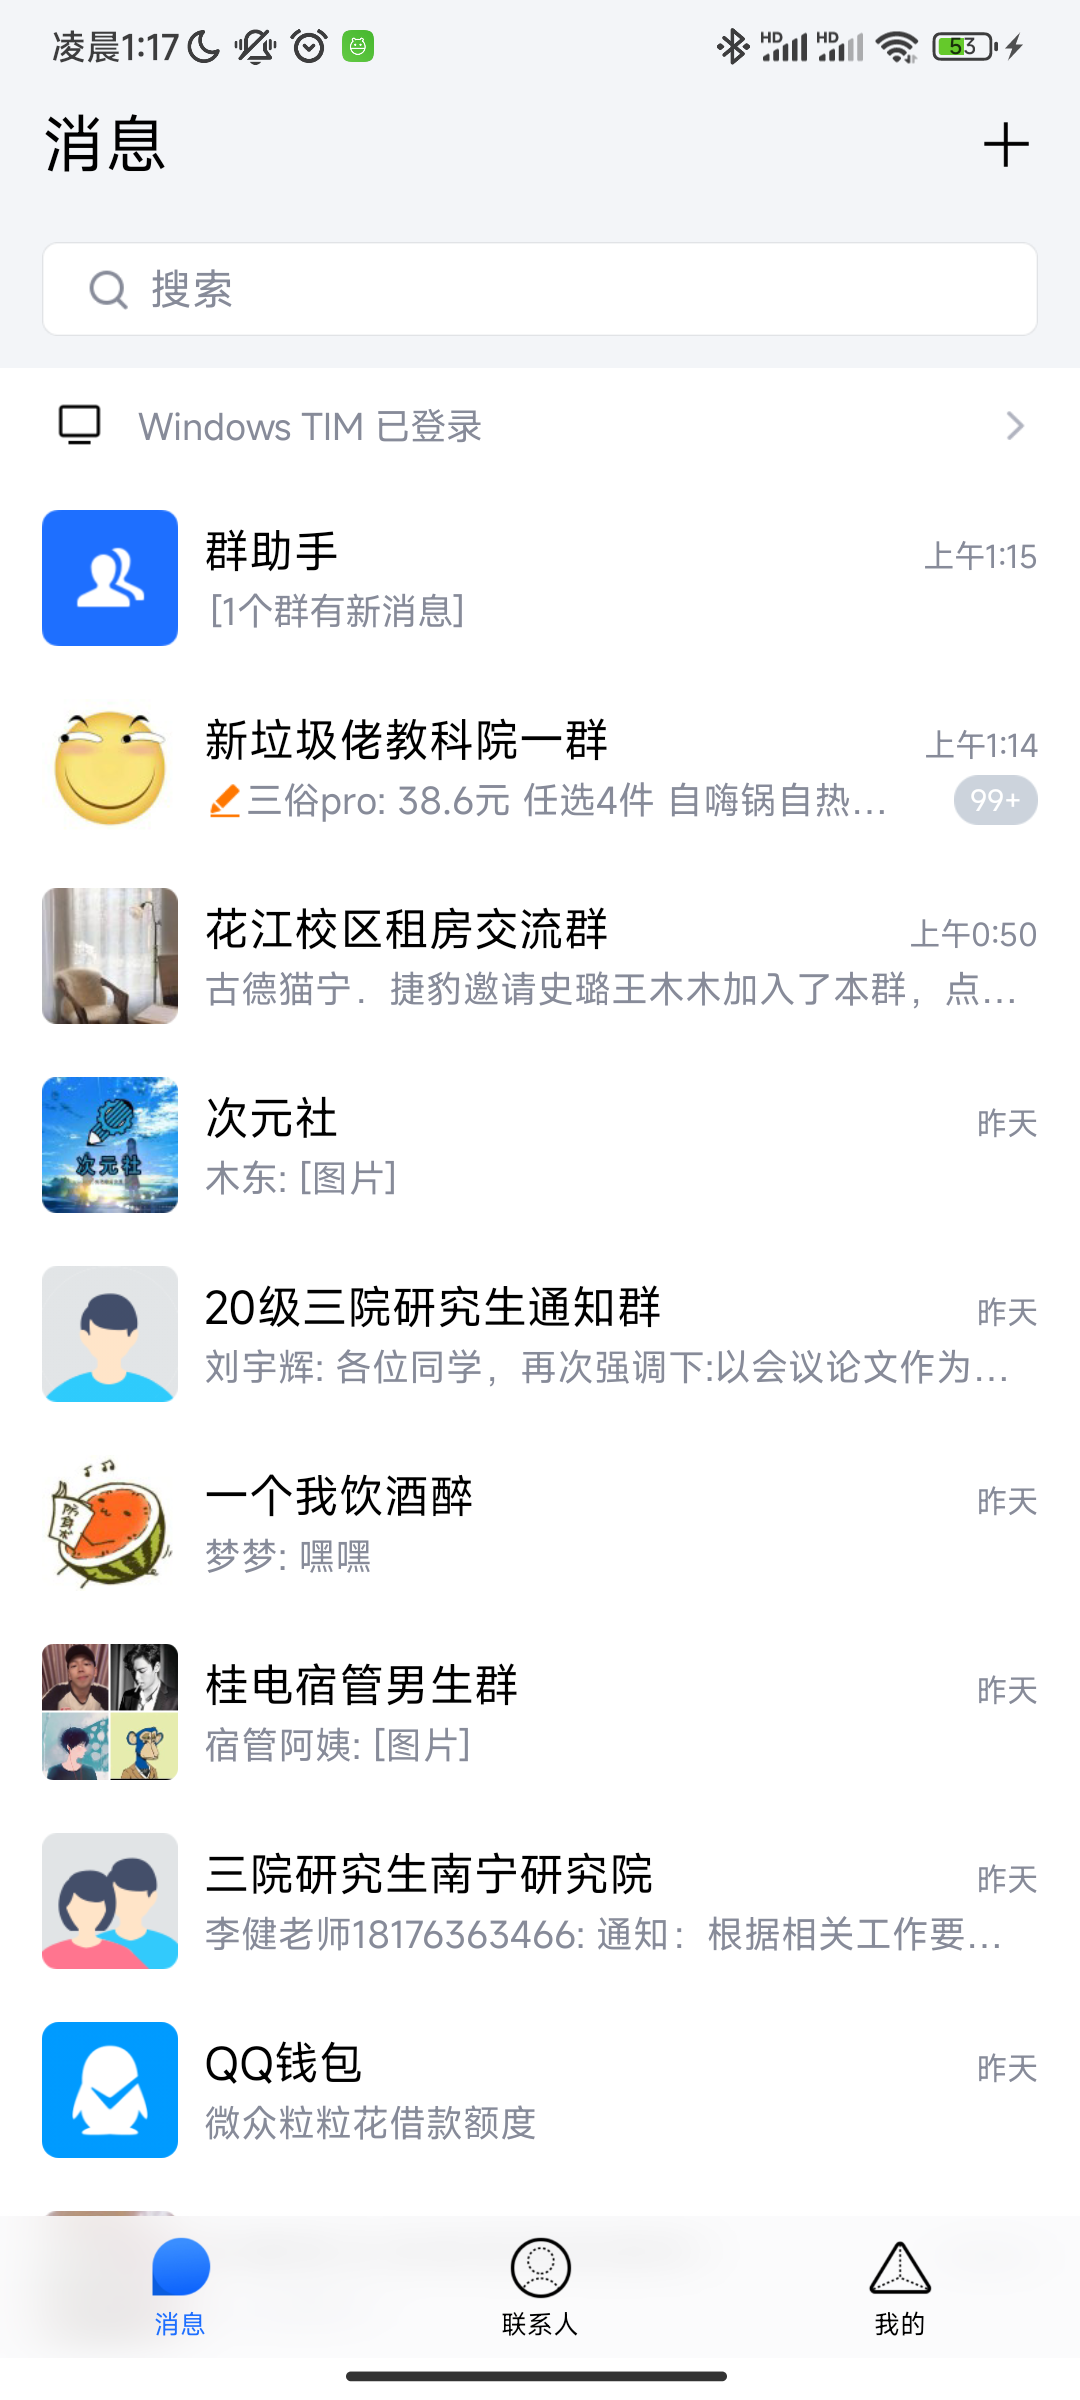 凌晨1:17
HD HD 53
消息
搜索
Windows TIM 已登录
群助手
上午1:15
[1个群有新消息]
新垃圾佬教科院一群
上午1:14
三俗pro: 38.6元 任选4件 自嗨锅自热...
99+
花江校区租房交流群
上午0:50
古德猫宁．捷豹邀请史璐王木木加入了本群，点...
次元社
次元社
昨天
木东: [图片]
20级三院研究生通知群
昨天
刘宇辉: 各位同学，再次强调下:以会议论文作为...
防身术
一个我饮酒醉
昨天
梦梦: 嘿嘿
桂电宿管男生群
昨天
宿管阿姨: [图片]
三院研究生南宁研究院
昨天
李健老师18176363466: 通知：根据相关工作要...
QQ钱包
昨天
微众粒粒花借款额度
消息
联系人
我的